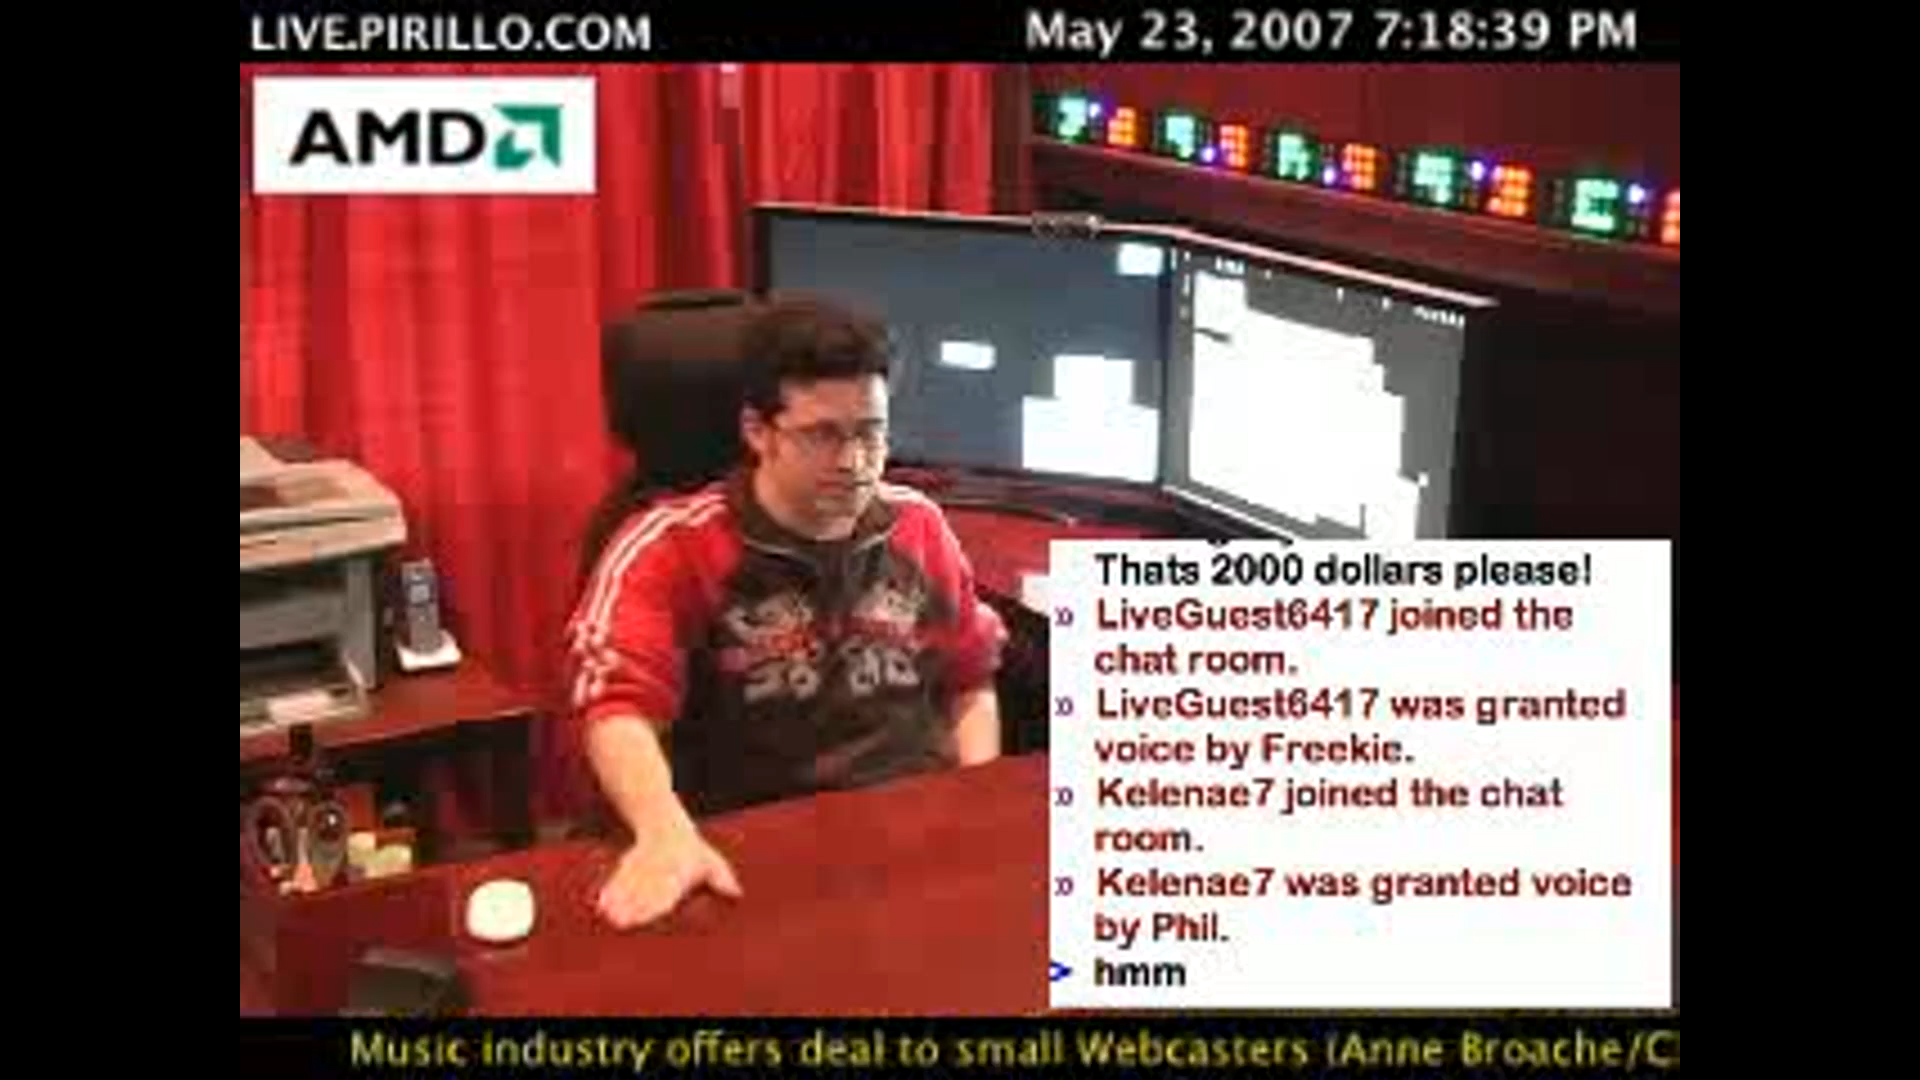 LIVE.PIRILLO.COM
May 23, 2007 7:18:39 PM
AMD
Thats 2000 dollars please!
» LiveGuest6417 joined the
chat room.
» LiveGuest6417 was granted
voice by Freekie.
» Kelenae7 joined the chat
room.
» Kelenae7 was granted voice
by Phil.
> hmm
Music industry offers deal to small Webcasters (Anne Broache/C